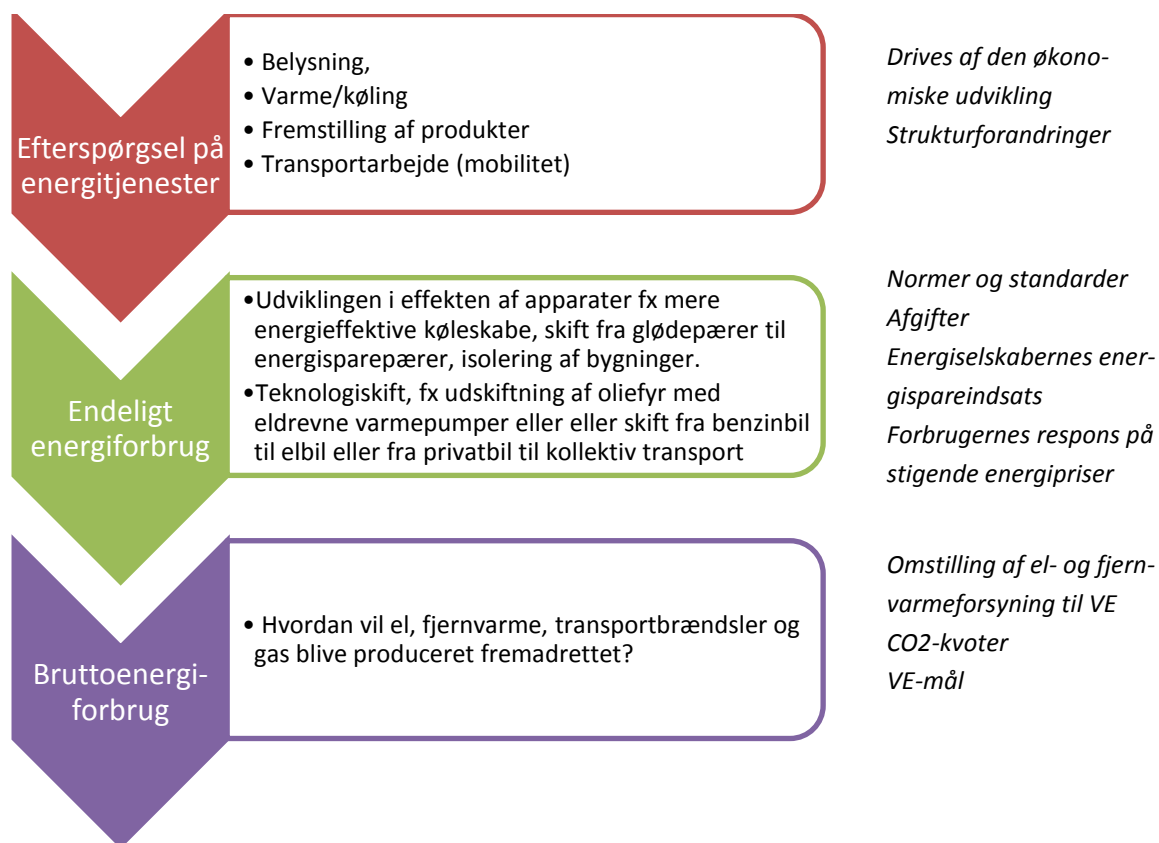 Efterspørgsel på
energitjenester
• Belysning,
• Varme/køling
• Fremstilling af produkter
• Transportarbejde (mobilitet)
Drives af den økono-
miske udvikling
Strukturforandringer
Endeligt
energiforbrug
•Udviklingen i effekten af apparater fx mere
energieffektive køleskabe, skift fra glødepærer til
energisparepærer, isolering af bygninger.
•Teknologiskift, fx udskiftning af oliefyr med
eldrevne varmepumper eller eller skift fra benzinbil
til elbil eller fra privatbil til kollektiv transport
Normer og standarder
Afgifter
Energiselskabernes ener-
gispareindsats
Forbrugernes respons på
stigende energipriser
Bruttoenergi-
forbrug
• Hvordan vil el, fjernvarme, transportbrændsler og
gas blive produceret fremadrettet?
Omstilling af el- og fjern-
varmeforsyning til VE
CO2-kvoter
VE-mål